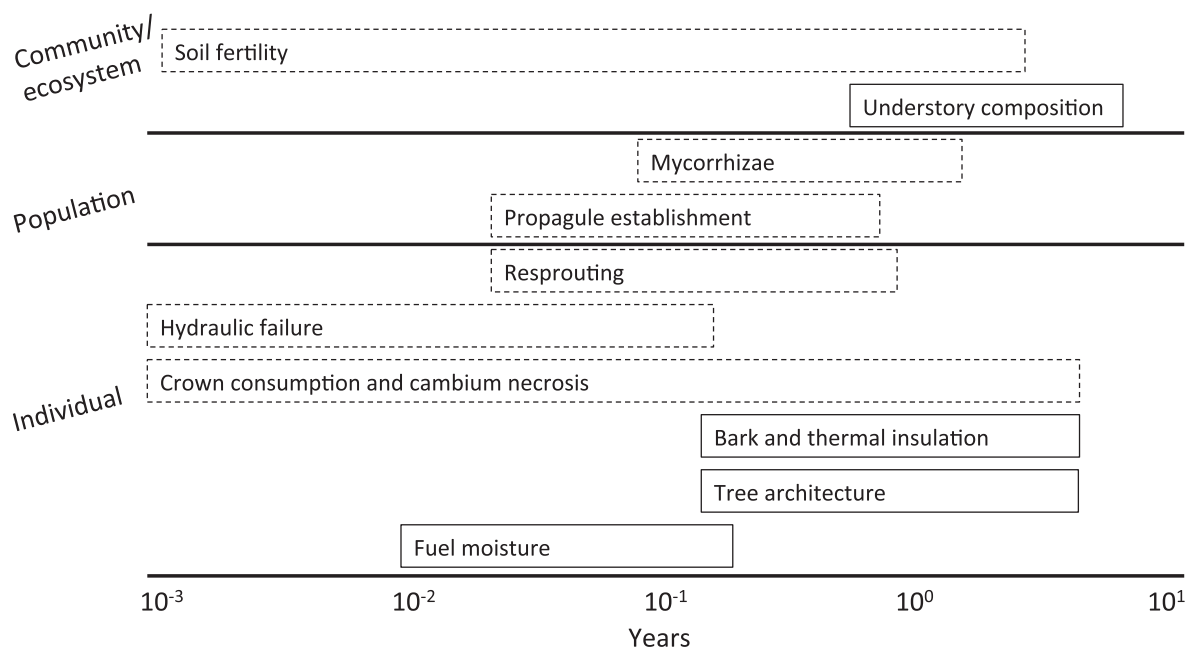 Community/
ecosystem
Soil fertility
Understory composition
Population
Mycorrhizae
Propagule establishment
Individual
Resprouting
Hydraulic failure
Crown consumption and cambium necrosis
Bark and thermal insulation
Tree architecture
Fuel moisture
10⁻³ 10⁻² 10⁻¹ 10⁰ 10¹
Years